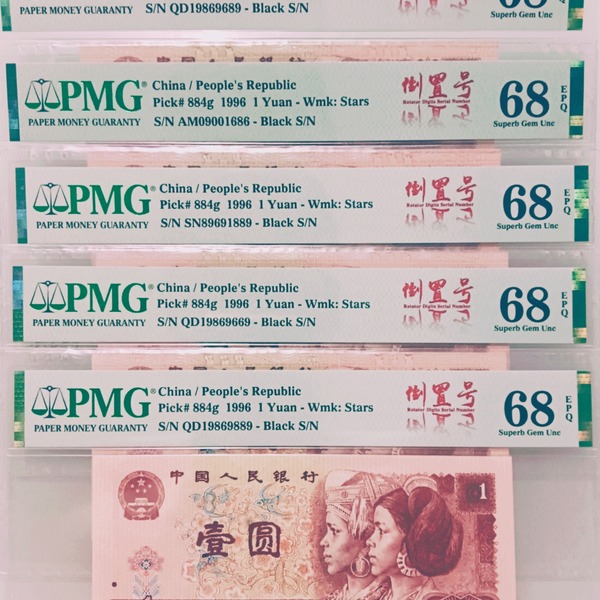 PAPER MONEY GUARANTY
S/N QD19869689 - Black S/N
68
Superb Gem Unc
PMG®
PAPER MONEY GUARANTY
China / People's Republic
Pick# 884g 1996 1 Yuan - Wmk: Stars
S/N AM09001686 - Black S/N
倒置号
Rotator Digits Serial Number
68
EPQ
Superb Gem Unc
PMG®
PAPER MONEY GUARANTY
China / People's Republic
Pick# 884g 1996 1 Yuan - Wmk: Stars
S/N SN89691889 - Black S/N
倒置号
Rotator Digits Serial Number
68
EPQ
Superb Gem Unc
PMG®
PAPER MONEY GUARANTY
China / People's Republic
Pick# 884g 1996 1 Yuan - Wmk: Stars
S/N QD19869669 - Black S/N
倒置号
Rotator Digits Serial Number
68
EPQ
Superb Gem Unc
PMG®
PAPER MONEY GUARANTY
China / People's Republic
Pick# 884g 1996 1 Yuan - Wmk: Stars
S/N QD19869889 - Black S/N
倒置号
Rotator Digits Serial Number
68
EPQ
Superb Gem Unc
中国人民银行
1
壹圆